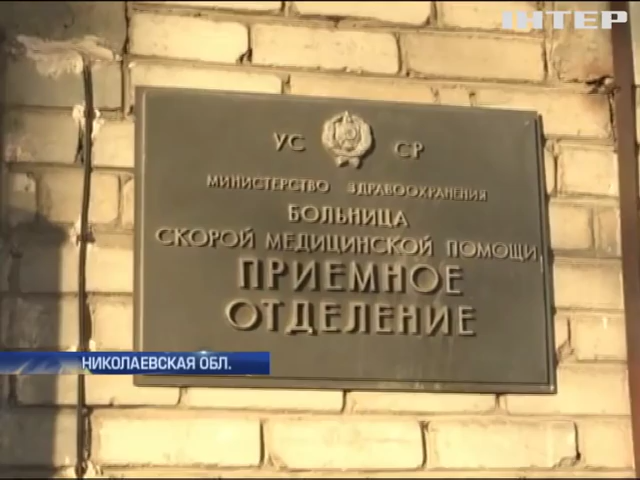 ІНТЕР
УС СР
МИНИСТЕРСТВО ЗДРАВООХРАНЕНИЯ
БОЛЬНИЦА
СКОРОЙ МЕДИЦИНСКОЙ ПОМОЩИ
ПРИЕМНОЕ
ОТДЕЛЕНИЕ
НИКОЛАЕВСКАЯ ОБЛ.